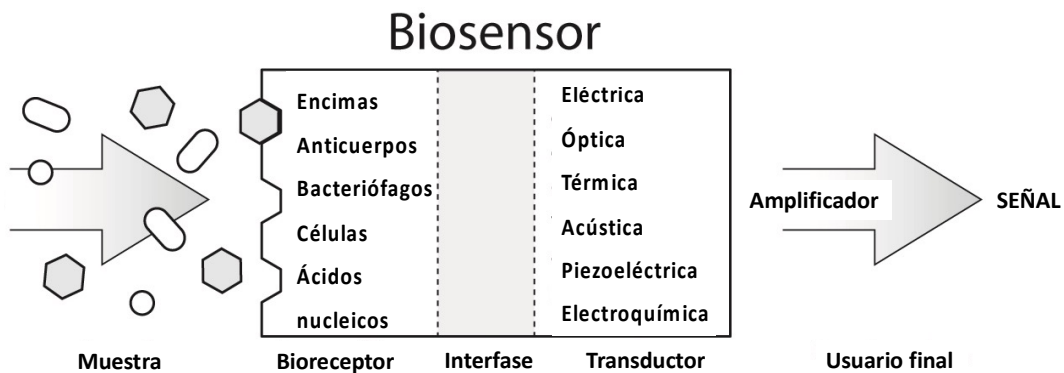 Biosensor
Encimas
Anticuerpos
Bacteriófagos
Células
Ácidos
nucleicos
Eléctrica
Óptica
Térmica
Acústica
Piezoeléctrica
Electroquímica
Amplificador
SEÑAL
Muestra
Bioreceptor
Interfase
Transductor
Usuario final